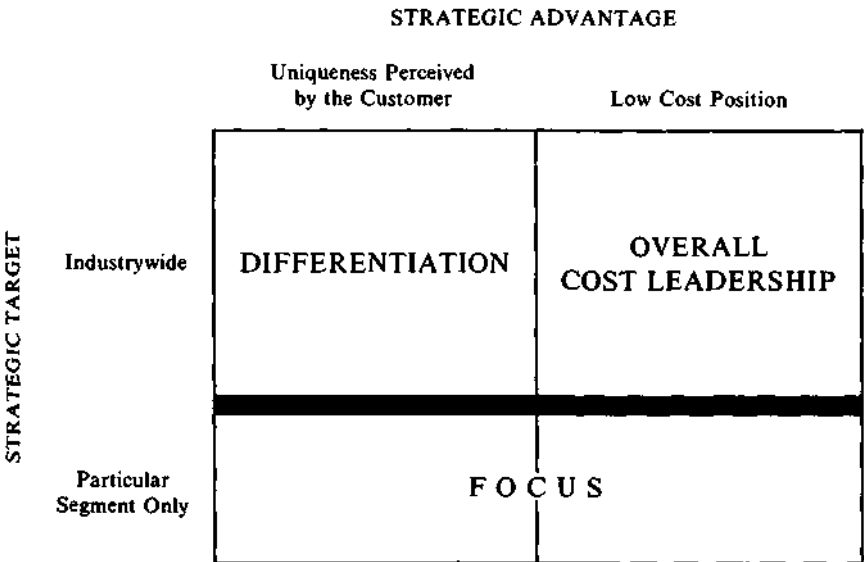 STRATEGIC ADVANTAGE
Uniqueness Perceived
by the Customer
Low Cost Position
STRATEGIC TARGET
Industrywide
DIFFERENTIATION
OVERALL
COST LEADERSHIP
Particular
Segment Only
FOCUS